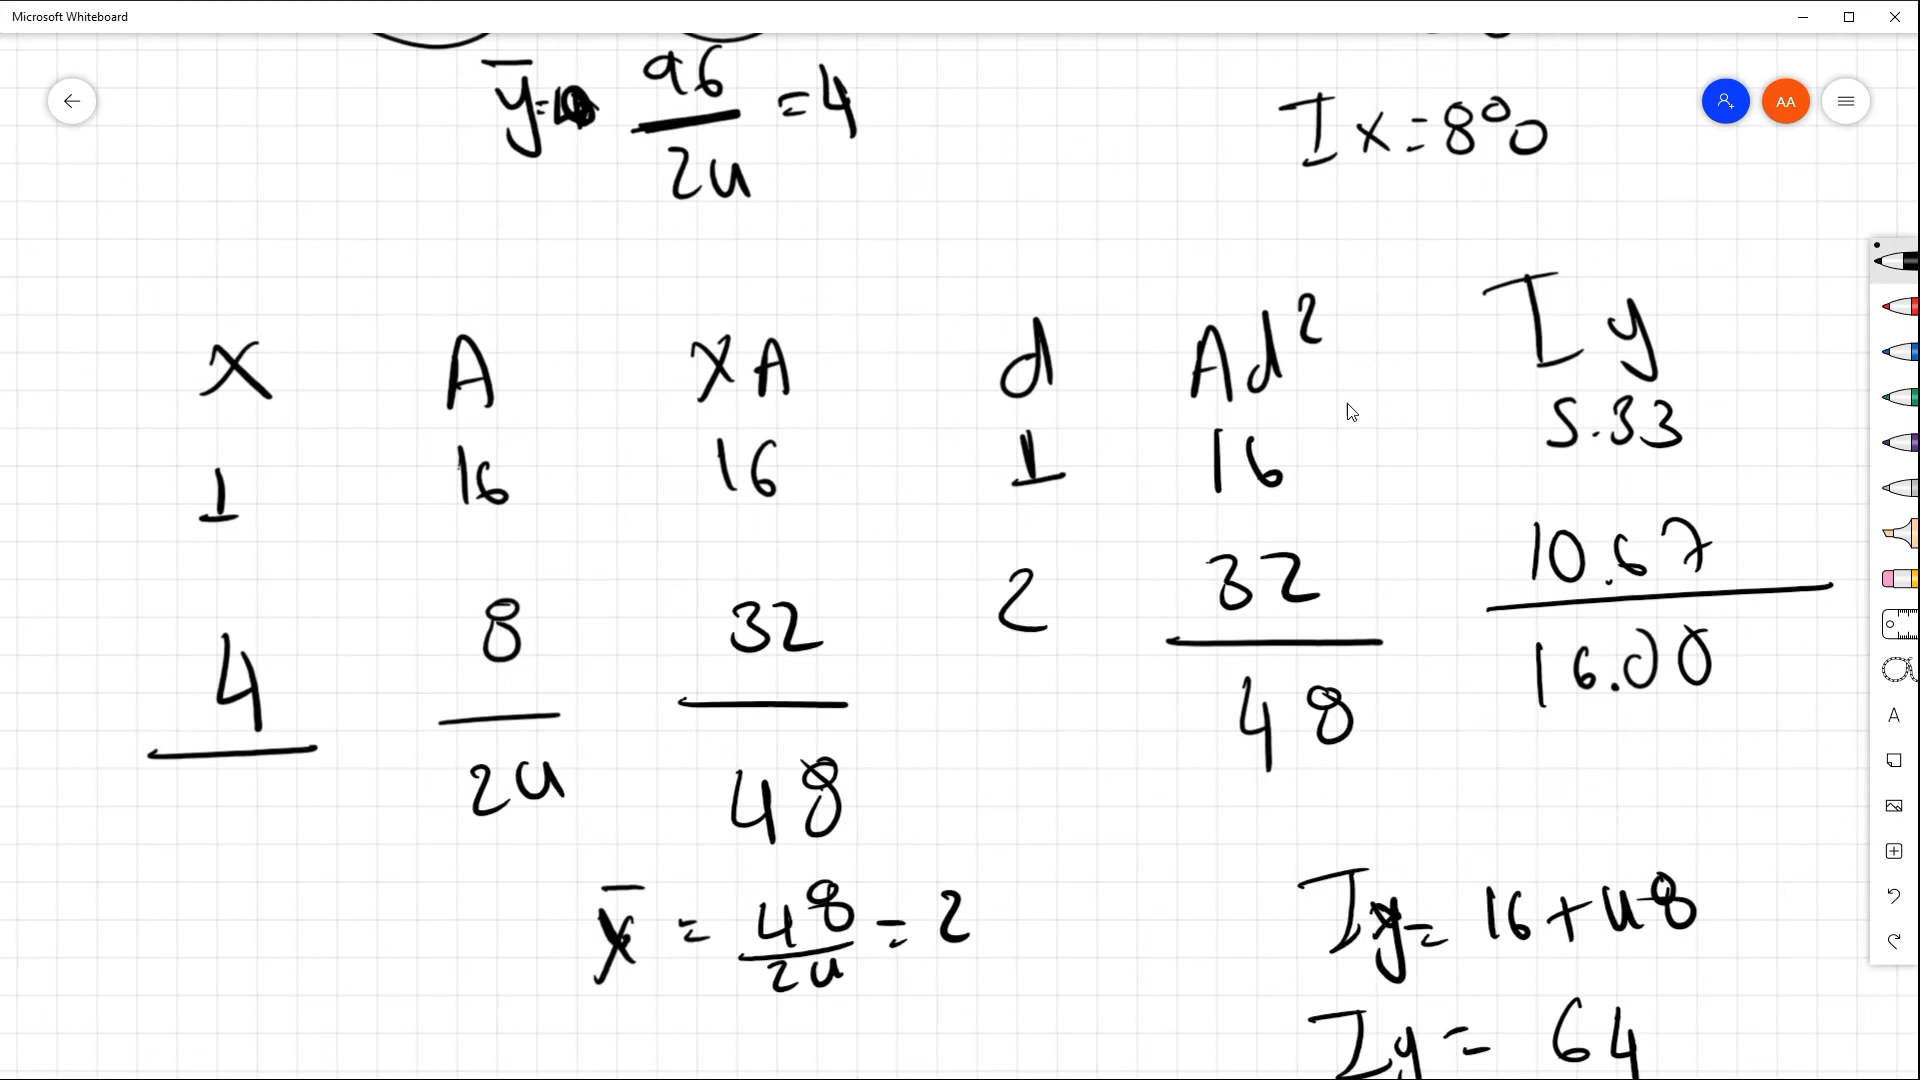 Microsoft Whiteboard
ȳ = 96/24 = 4
Ix = 80
AA
x A xA d Ad² Iy
1 16 16 1 16 5.33
4 8 32 2 32 10.67
24 48 48 16.00
x̄ = 48/24 = 2
Iy = 16 + 48
Iy = 64
A